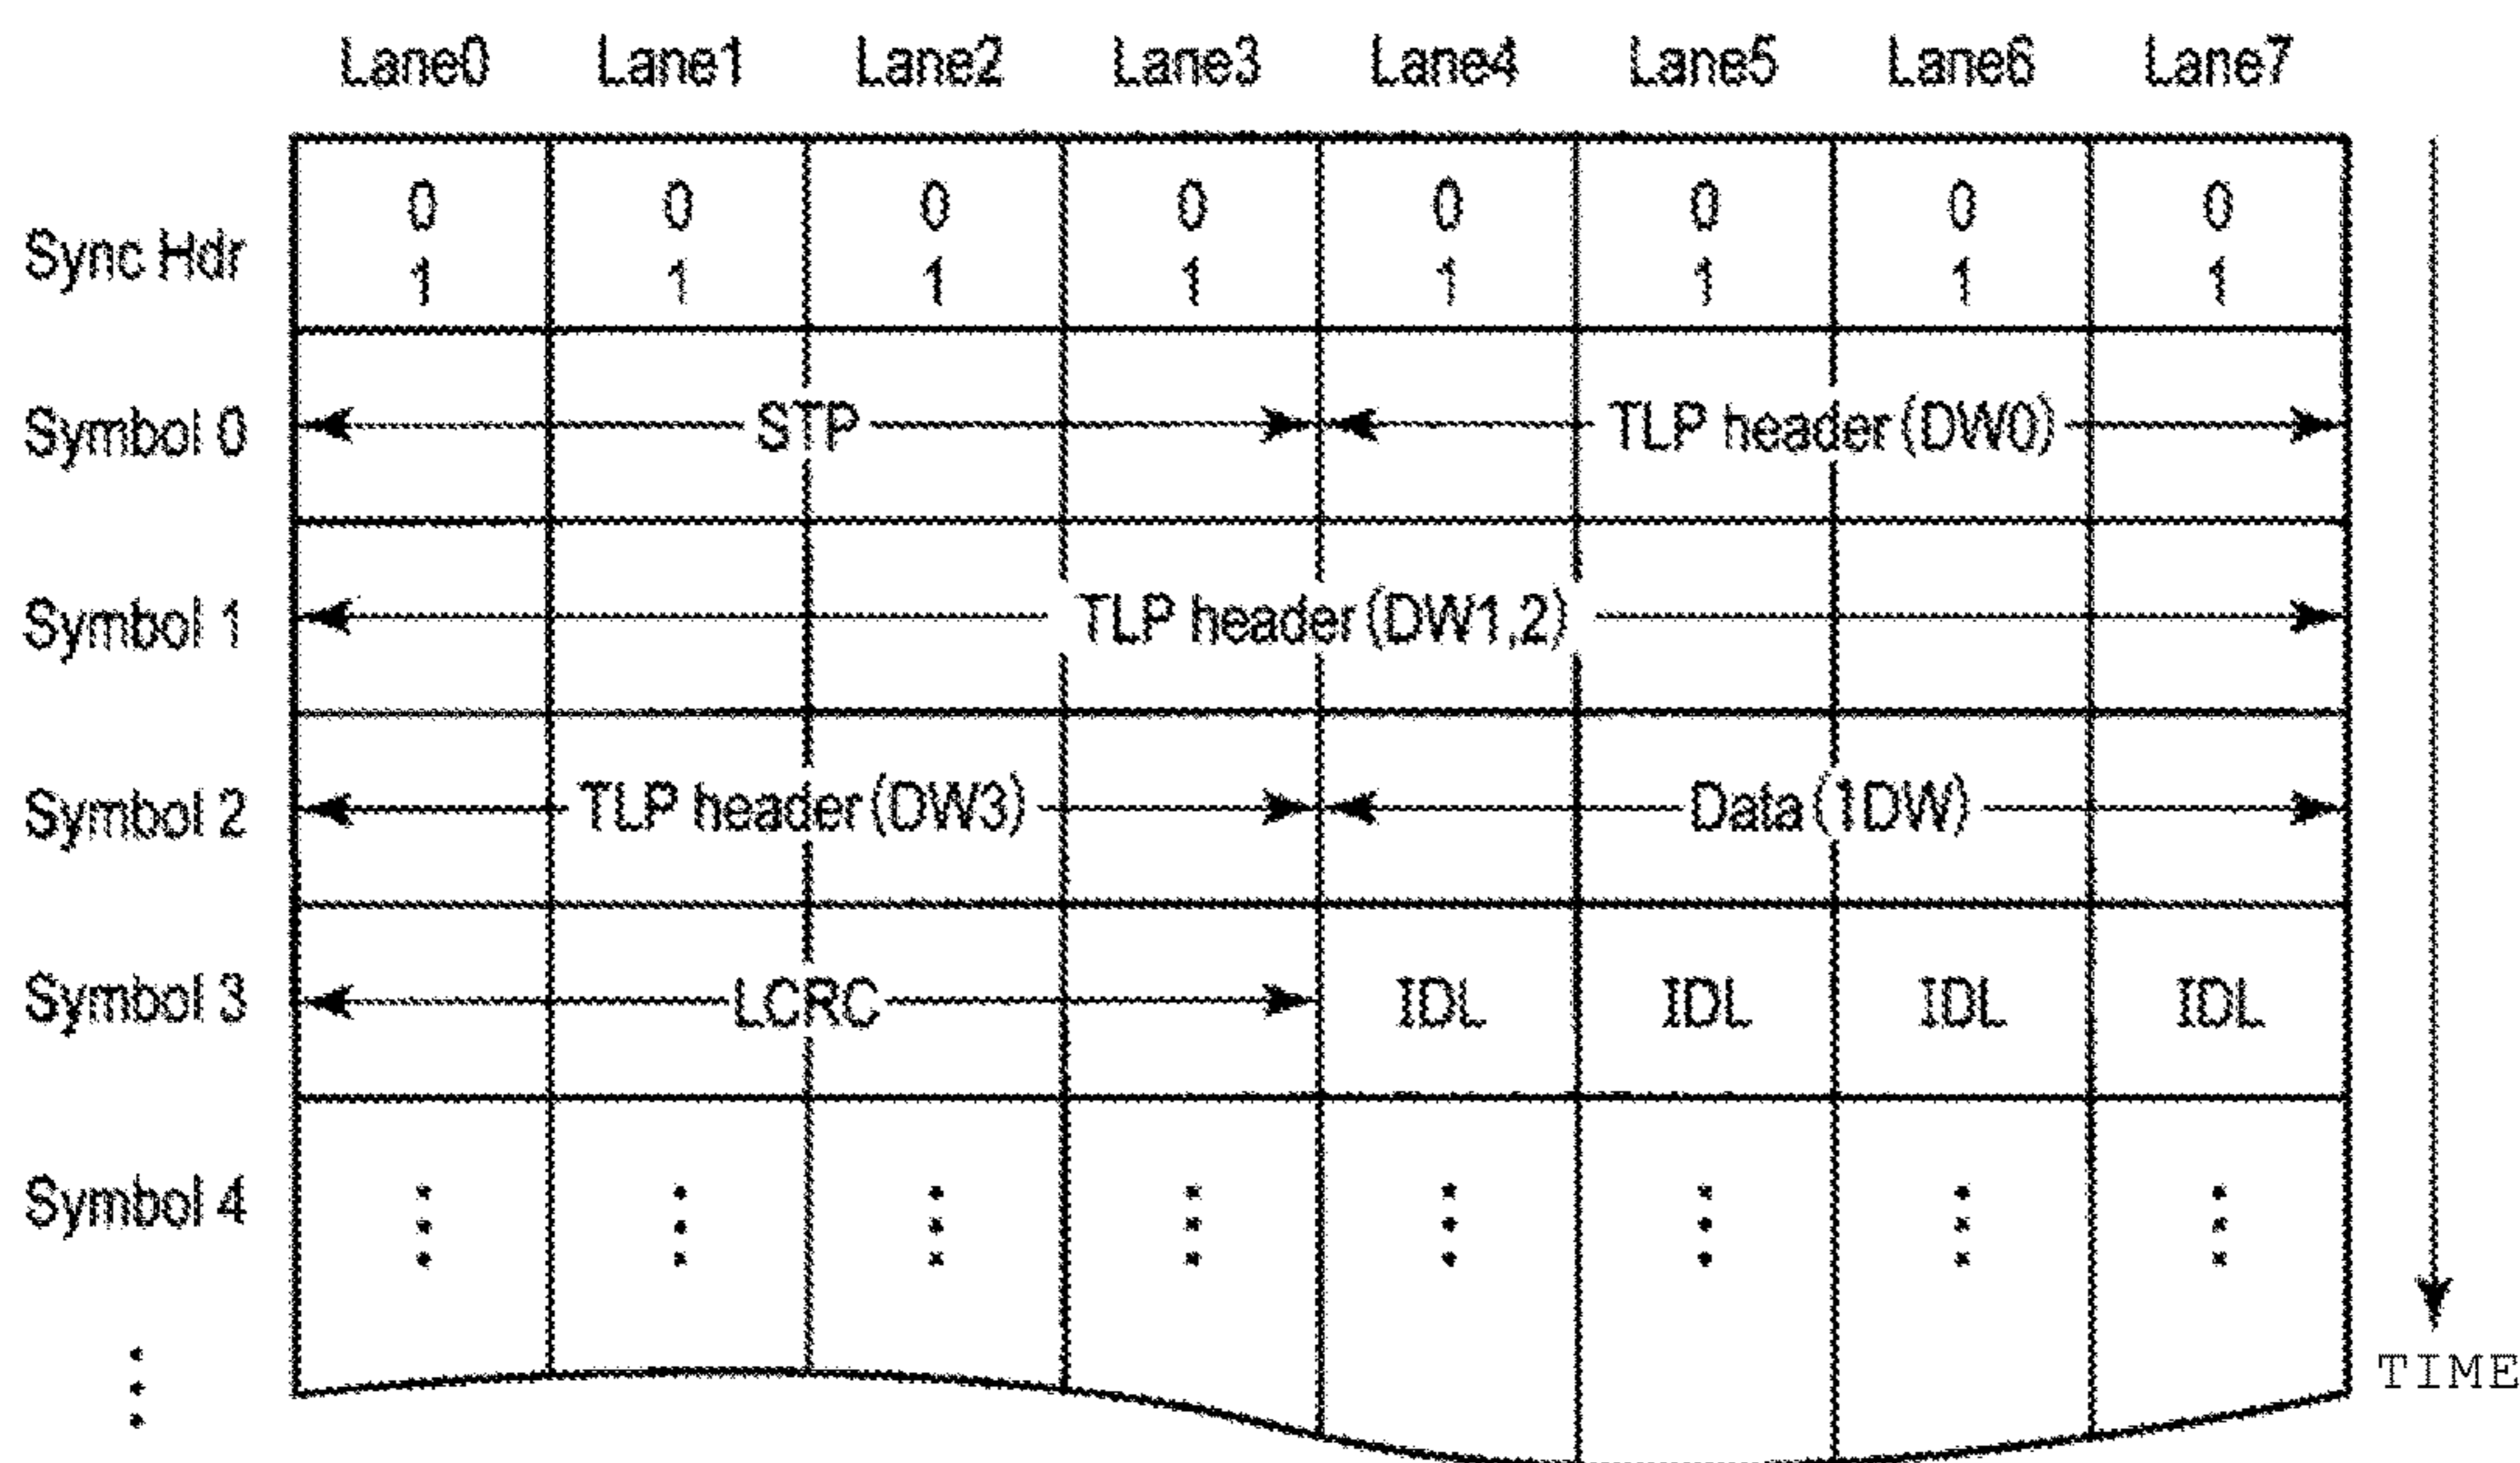 Lane0 Lane1 Lane2 Lane3 Lane4 Lane5 Lane6 Lane7
0 0 0 0 0 0 0 0
Sync Hdr
1 1 1 1 1 1 1 1
Symbol 0 STP TLP header(DW0)
Symbol 1 TLP header(DW1,2)
Symbol 2 TLP header(DW3) Data(1DW)
Symbol 3 LCRC IDL IDL IDL IDL
Symbol 4
TIME